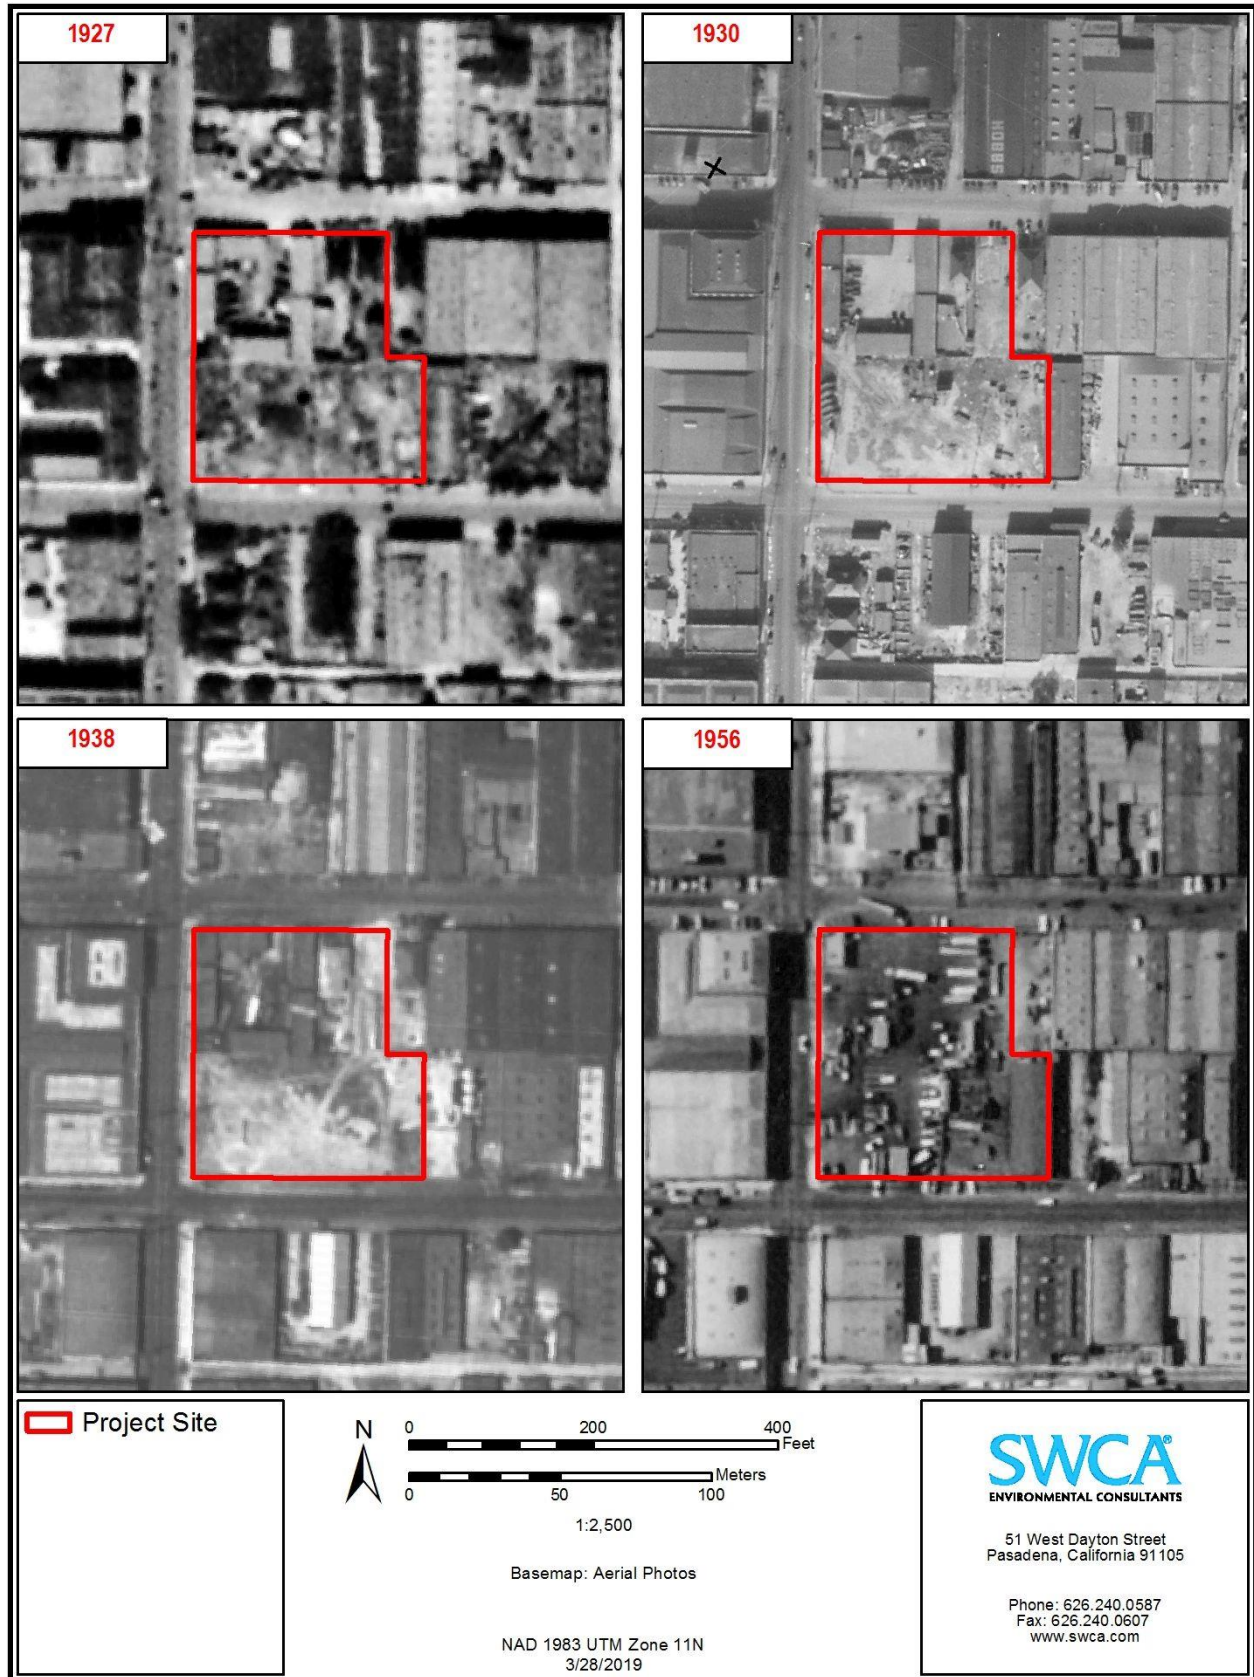 1927
1930
1938
1956
Project Site
N
0 200 400
Feet
Meters
0 50 100
1:2,500
Basemap: Aerial Photos
NAD 1983 UTM Zone 11N
3/28/2019
SWCA®
ENVIRONMENTAL CONSULTANTS
51 West Dayton Street
Pasadena, California 91105
Phone: 626.240.0587
Fax: 626.240.0607
www.swca.com